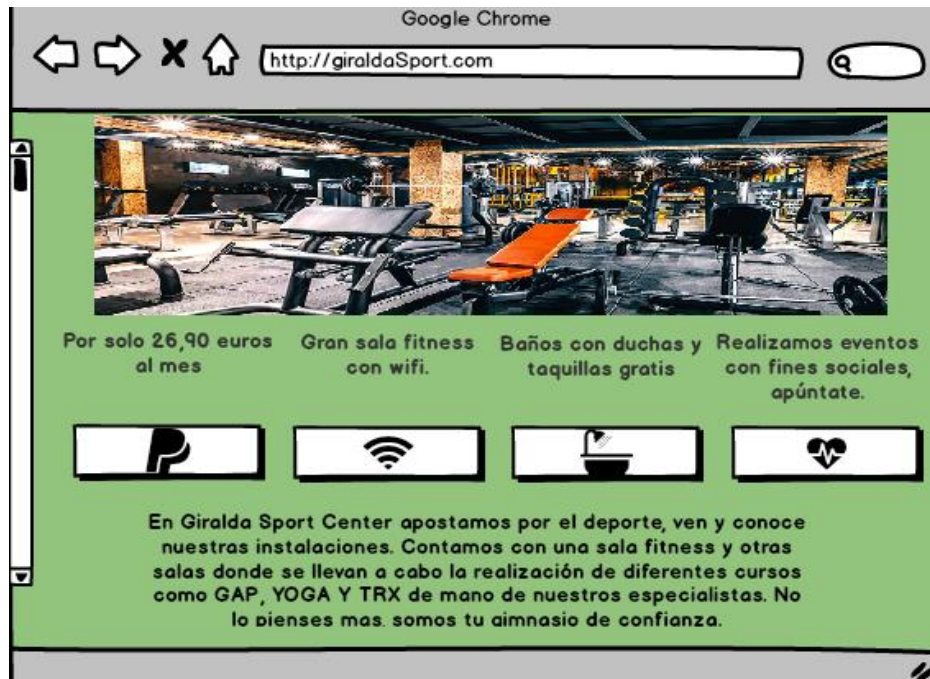 Google Chrome
http://giraldaSport.com
Por solo 26,90 euros
al mes
Gran sala fitness
con wifi.
Baños con duchas y
taquillas gratis
Realizamos eventos
con fines sociales,
apúntate.
En Giralda Sport Center apostamos por el deporte, ven y conoce
nuestras instalaciones. Contamos con una sala fitness y otras
salas donde se llevan a cabo la realización de diferentes cursos
como GAP, YOGA Y TRX de mano de nuestros especialistas. No
lo pienses mas, somos tu gimnasio de confianza.